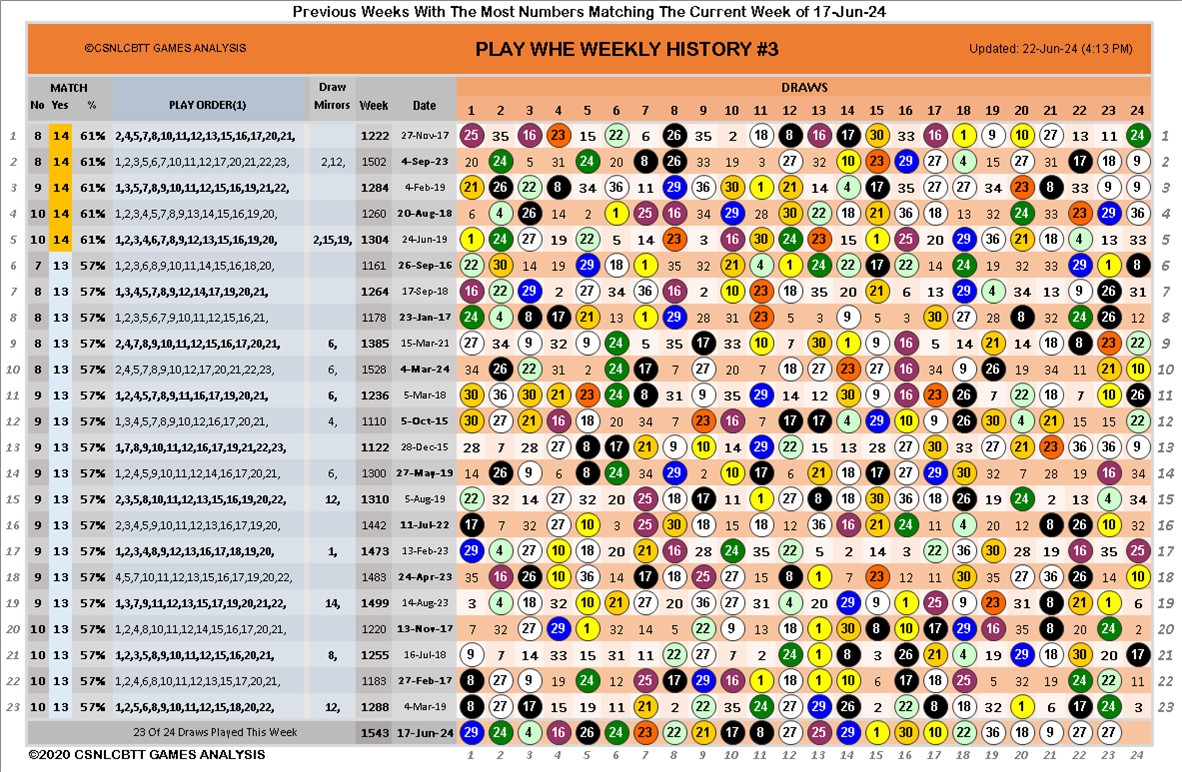 Previous Weeks With The Most Numbers Matching The Current Week of 17-Jun-24
©CSNLCBTT GAMES ANALYSIS PLAY WHE WEEKLY HISTORY #3 Updated: 22-Jun-24 (4:13 PM)
MATCH Draw DRAWS
No Yes % PLAY ORDER(1) Mirrors Week Date 1 2 3 4 5 6 7 8 9 10 11 12 13 14 15 16 17 18 19 20 21 22 23 24
1 8 14 61% 2,4,5,7,8,10,11,12,13,15,16,17,20,21, 1222 27-Nov-17 25 35 16 23 15 22 6 26 35 2 18 8 16 17 30 33 16 1 9 10 27 13 11 24 1
2 8 14 61% 1,2,3,5,6,7,10,11,12,17,20,21,22,23, 2,12, 1502 4-Sep-23 20 24 5 31 24 20 8 26 33 19 3 27 32 10 23 29 27 4 15 27 31 17 18 9 2
3 9 14 61% 1,3,5,7,8,9,10,11,12,15,16,19,21,22, 1284 4-Feb-19 21 26 22 8 34 36 11 29 36 30 1 21 14 4 17 35 27 27 34 23 8 33 9 9 3
4 10 14 61% 1,2,3,4,5,7,8,9,13,14,15,16,19,20, 1260 20-Aug-18 6 4 26 14 2 1 25 16 34 29 28 30 22 18 21 36 18 13 32 24 33 23 29 36 4
5 10 14 61% 1,2,3,4,6,7,8,9,12,13,15,16,19,20, 2,15,19, 1304 24-Jun-19 1 24 27 19 22 5 14 23 3 16 30 24 23 15 1 25 20 29 36 21 18 4 13 33 5
6 7 13 57% 1,2,3,6,8,9,10,11,14,15,16,18,20, 1161 26-Sep-16 22 30 14 19 29 18 1 35 32 21 4 1 24 22 17 22 14 24 19 32 33 29 1 8 6
7 8 13 57% 1,3,4,5,7,8,9,12,14,17,19,20,21, 1264 17-Sep-18 16 22 29 2 27 34 36 16 2 10 23 18 35 20 21 6 13 29 4 34 13 9 26 31 7
8 8 13 57% 1,2,3,5,6,7,9,10,11,12,15,16,21, 1178 23-Jan-17 24 4 8 17 21 13 1 29 28 31 23 5 3 9 5 3 30 27 28 8 32 24 26 12 8
9 8 13 57% 2,4,7,8,9,10,11,12,15,16,17,20,21, 6, 1385 15-Mar-21 27 34 9 32 9 24 5 35 17 33 10 7 30 1 9 16 5 14 21 14 18 8 23 22 9
10 8 13 57% 2,4,5,7,8,10,12,16,17,20,21,22,23, 6, 1528 4-Mar-24 34 26 22 31 2 24 17 7 27 20 7 18 27 23 27 16 34 9 26 19 34 11 21 10 10
11 8 13 57% 1,2,4,5,7,8,9,11,16,17,19,20,21, 6, 1236 5-Mar-18 30 36 30 21 23 24 8 31 9 35 29 14 12 30 9 16 23 26 7 22 18 7 10 26 11
12 9 13 57% 1,3,4,5,7,8,10,12,13,16,17,20,21, 4, 1110 5-Oct-15 30 27 21 16 18 20 34 7 23 16 7 17 17 4 29 10 9 26 30 4 21 15 15 22 12
13 9 13 57% 1,7,8,9,10,11,12,16,17,19,21,22,23, 1122 28-Dec-15 28 7 28 27 8 17 21 9 10 14 29 22 15 13 28 27 30 33 27 21 23 36 36 9 13
14 9 13 57% 1,2,4,5,9,10,11,12,14,16,17,20,21, 6, 1300 27-May-19 14 26 9 6 8 24 34 29 2 10 17 6 21 18 17 27 29 30 32 7 28 19 16 34 14
15 9 13 57% 2,3,5,8,10,11,12,13,15,16,19,20,22, 12, 1310 5-Aug-19 22 32 14 27 32 20 25 18 17 11 1 27 8 18 30 36 18 26 19 24 2 13 4 34 15
16 9 13 57% 2,3,4,5,9,10,11,12,13,16,17,19,20, 1442 11-Jul-22 17 7 32 27 10 3 25 30 18 15 18 12 36 16 21 24 11 4 20 12 8 26 10 32 16
17 9 13 57% 1,2,3,4,8,9,12,13,16,17,18,19,20, 1, 1473 13-Feb-23 29 4 27 10 18 20 21 16 28 24 35 22 5 2 14 3 22 36 30 28 19 16 35 25 17
18 9 13 57% 4,5,7,10,11,12,13,15,16,17,19,20,22, 1483 24-Apr-23 35 16 26 10 36 14 17 18 25 27 15 8 1 7 23 12 11 30 35 27 36 26 14 10 18
19 9 13 57% 1,3,7,9,11,12,13,15,17,19,20,21,22, 14, 1499 14-Aug-23 3 4 18 32 10 21 27 20 36 27 31 4 20 29 9 1 25 9 23 31 8 21 1 6 19
20 10 13 57% 1,2,4,8,10,11,12,14,15,16,17,20,21, 1220 13-Nov-17 7 32 27 29 1 32 14 5 22 9 13 18 1 30 8 10 17 29 16 35 8 20 24 2 20
21 10 13 57% 1,2,3,5,8,9,10,11,12,14,16,20,21, 8, 1255 16-Jul-18 9 7 14 33 15 31 11 22 27 7 2 24 1 8 3 26 21 4 19 29 18 30 20 17 21
22 10 13 57% 1,2,4,6,8,10,11,12,13,15,17,20,21, 1183 27-Feb-17 8 27 9 5 24 12 25 17 29 16 1 18 1 10 6 17 18 25 5 32 32 24 22 11 22
23 10 13 57% 1,2,5,6,8,9,10,11,12,15,18,20,22, 12, 1288 4-Mar-19 8 27 17 15 19 11 21 2 22 35 24 27 29 26 2 22 8 18 32 1 6 17 24 3 23
23 Of 24 Draws Played This Week 1543 17-Jun-24 29 24 4 16 26 24 23 22 21 17 8 27 25 29 1 30 10 22 36 18 9 27 27
©2020 CSNLCBTT GAMES ANALYSIS 1 2 3 4 5 6 7 8 9 10 11 12 13 14 15 16 17 18 19 20 21 22 23 24